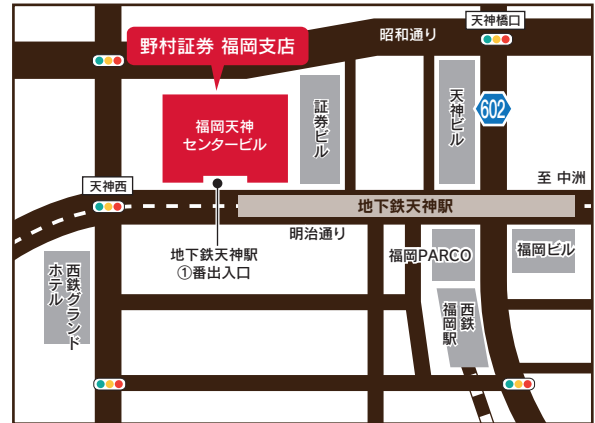 天神橋口
昭和通り
野村証券 福岡支店
福岡天神
センタービル
証券ビル
天神ビル
602
至 中洲
天神西
地下鉄天神駅
明治通り
地下鉄天神駅
①番出入口
福岡PARCO
福岡ビル
西鉄グランド
ホテル
西鉄
福岡駅